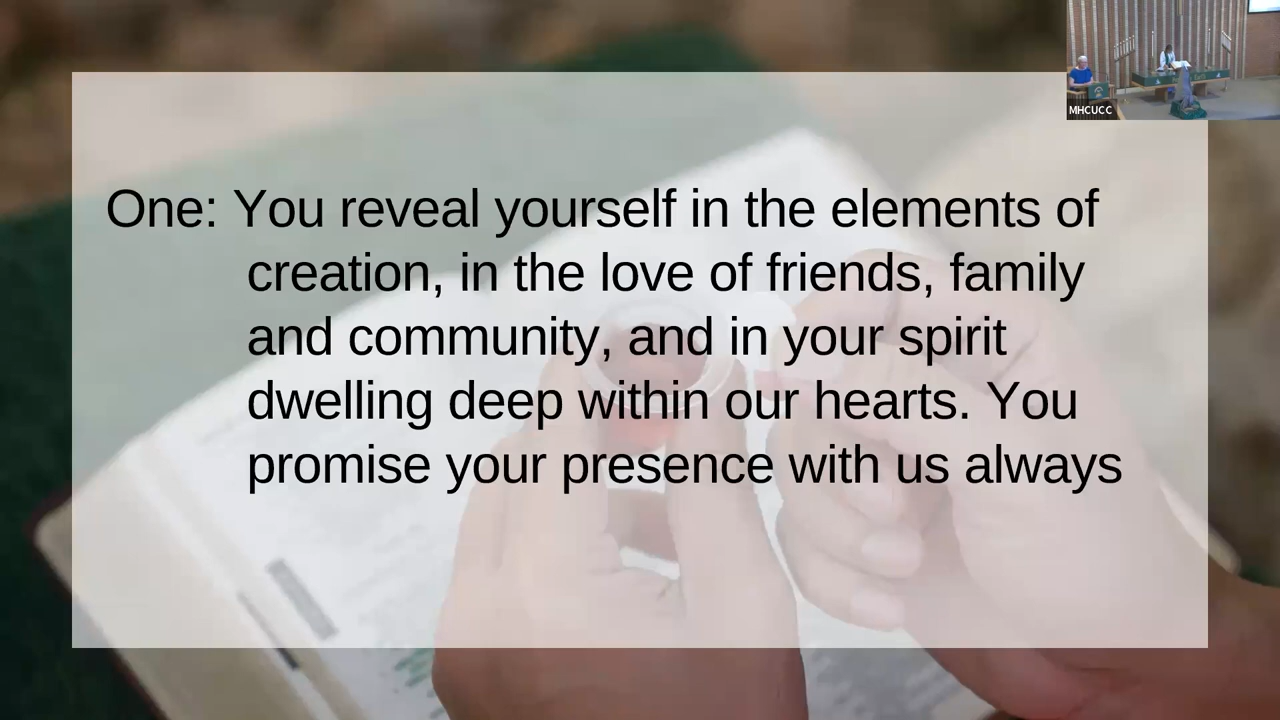 MHCUCC
One: You reveal yourself in the elements of
creation, in the love of friends, family
and community, and in your spirit
dwelling deep within our hearts. You
promise your presence with us always